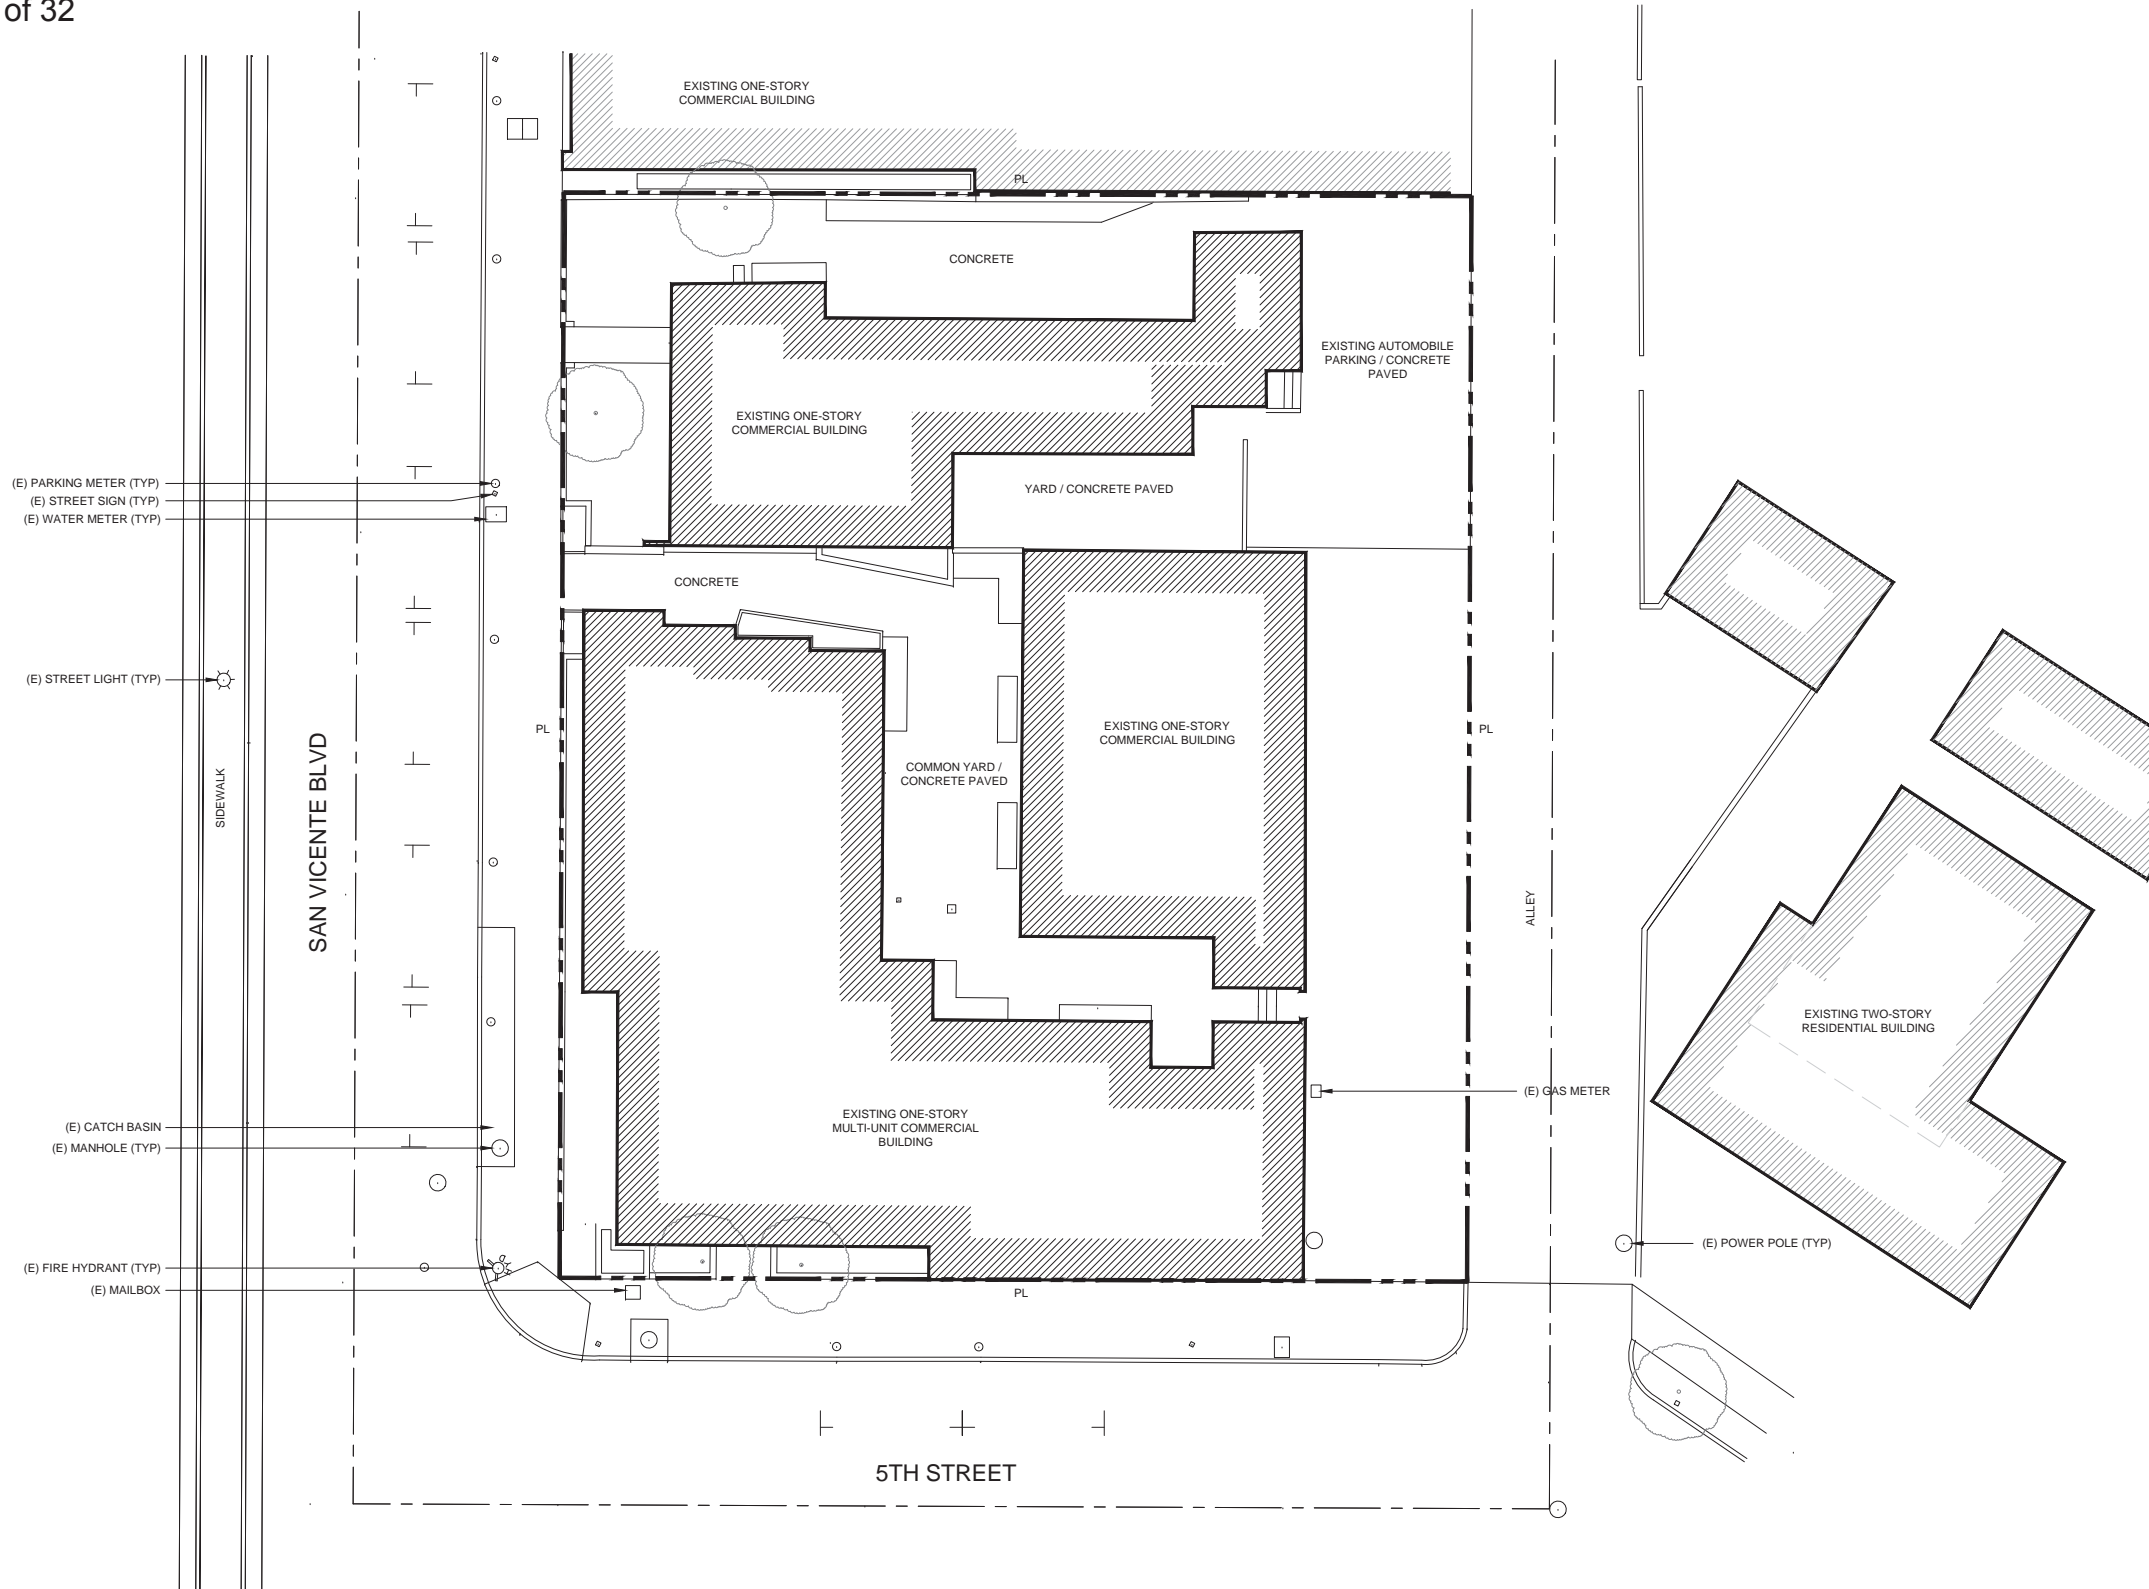 of 32
EXISTING ONE-STORY
COMMERCIAL BUILDING
PL
CONCRETE
EXISTING AUTOMOBILE
PARKING / CONCRETE
PAVED
EXISTING ONE-STORY
COMMERCIAL BUILDING
(E) PARKING METER (TYP)
(E) STREET SIGN (TYP)
(E) WATER METER (TYP)
YARD / CONCRETE PAVED
CONCRETE
(E) STREET LIGHT (TYP)
SIDEWALK
SAN VICENTE BLVD
PL
EXISTING ONE-STORY
COMMERCIAL BUILDING
PL
COMMON YARD /
CONCRETE PAVED
ALLEY
EXISTING TWO-STORY
RESIDENTIAL BUILDING
(E) GAS METER
EXISTING ONE-STORY
MULTI-UNIT COMMERCIAL
BUILDING
(E) CATCH BASIN
(E) MANHOLE (TYP)
(E) POWER POLE (TYP)
(E) FIRE HYDRANT (TYP)
(E) MAILBOX
PL
5TH STREET